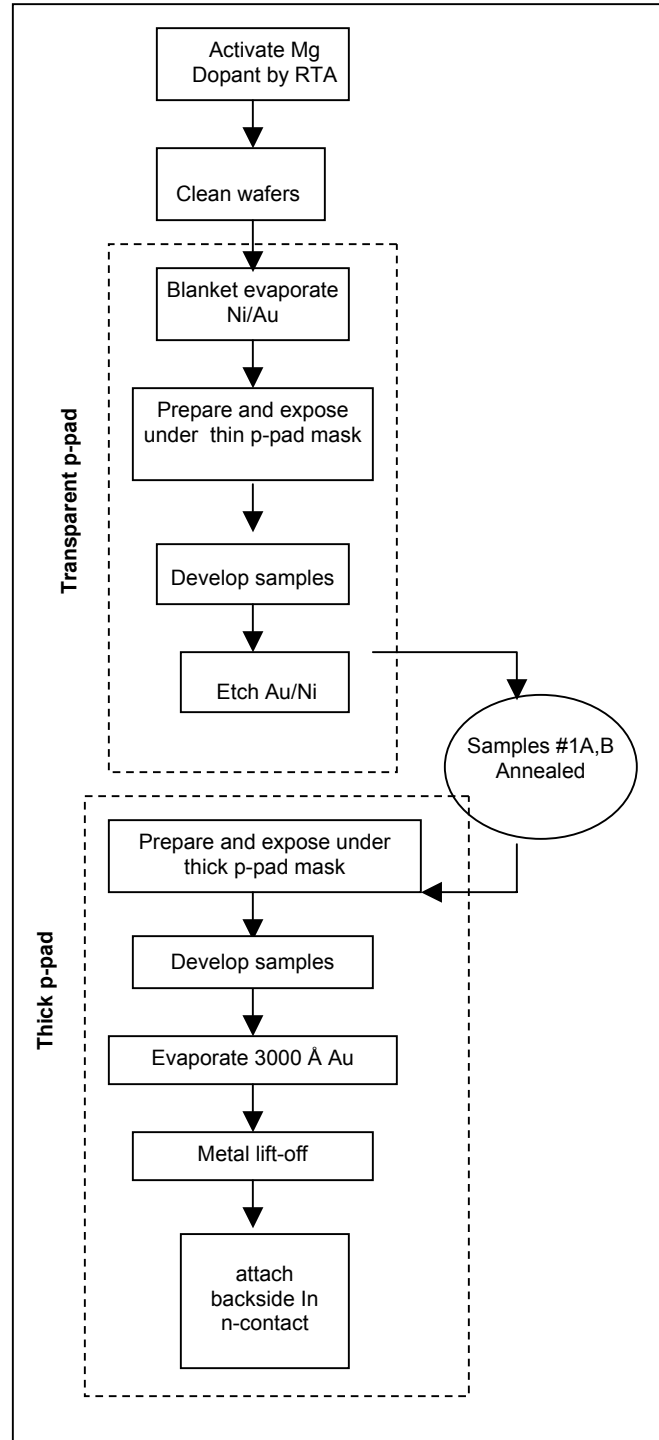 Activate Mg
Dopant by RTA
Clean wafers
Transparent p-pad
Blanket evaporate
Ni/Au
Prepare and expose
under thin p-pad mask
Develop samples
Etch Au/Ni
Samples #1A,B
Annealed
Thick p-pad
Prepare and expose under
thick p-pad mask
Develop samples
Evaporate 3000 Å Au
Metal lift-off
attach
backside In
n-contact